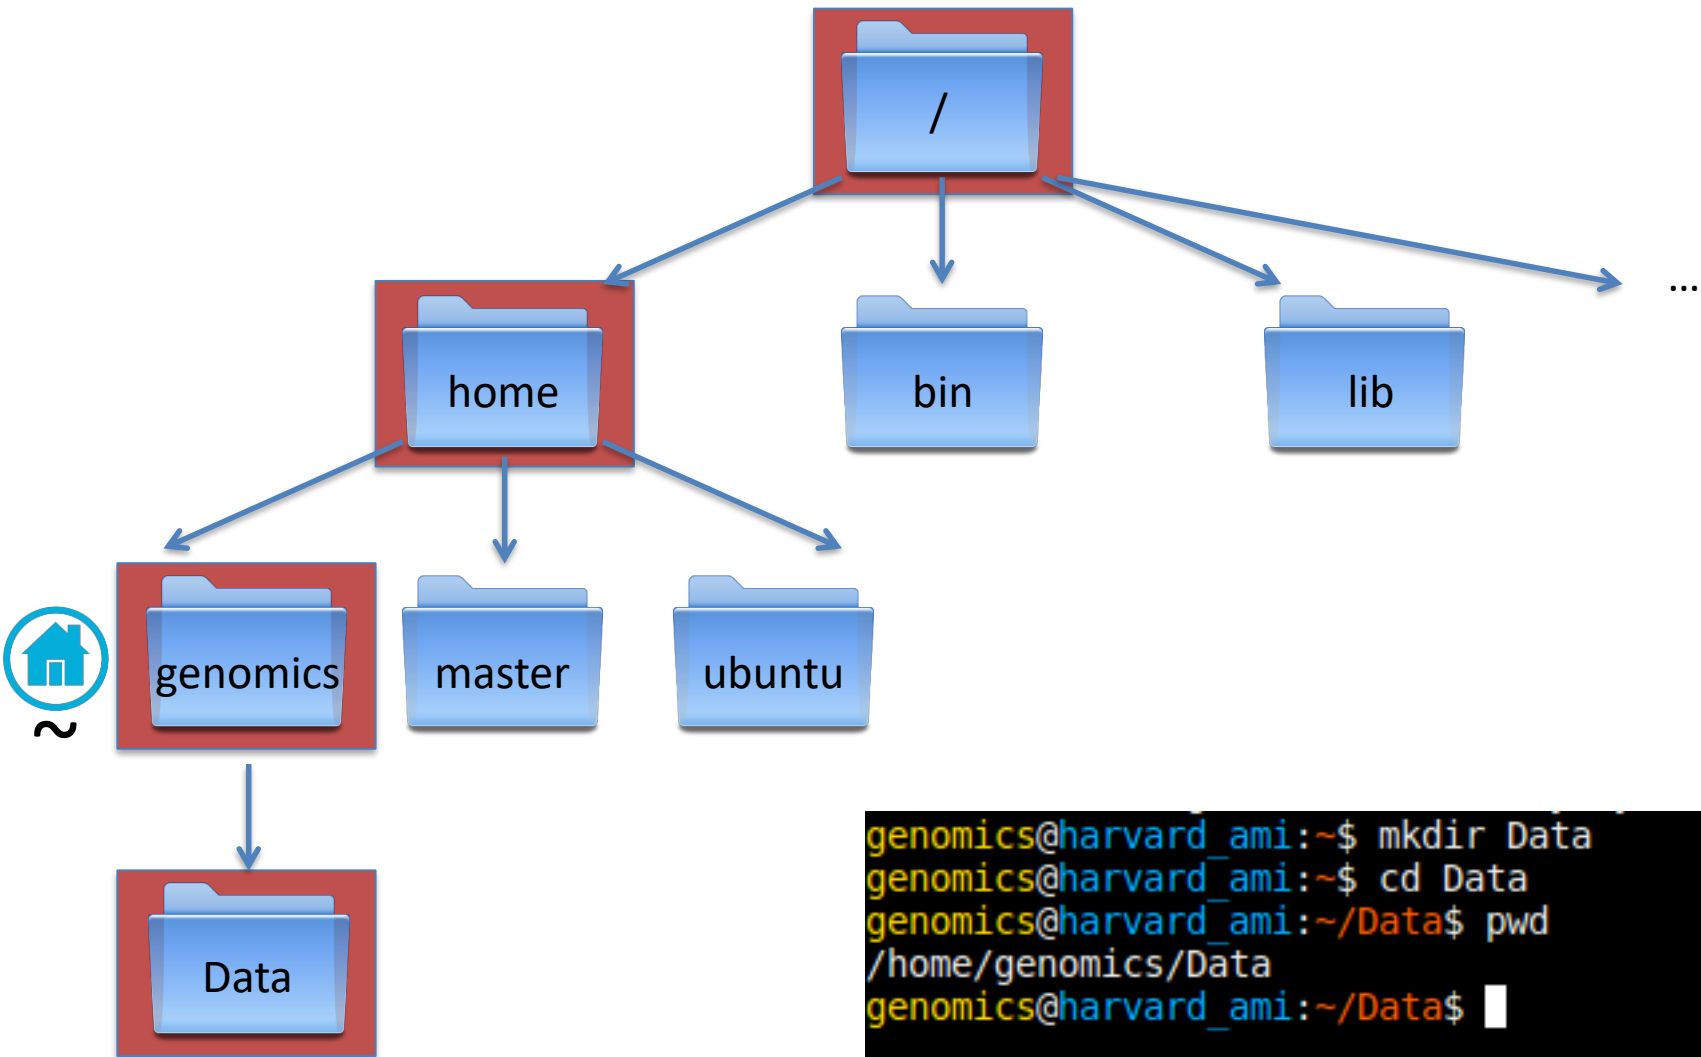 /
...
home
bin
lib
genomics
master
ubuntu
~
Data
genomics@harvard_ami:~$ mkdir Data
genomics@harvard_ami:~$ cd Data
genomics@harvard_ami:~/Data$ pwd
/home/genomics/Data
genomics@harvard_ami:~/Data$